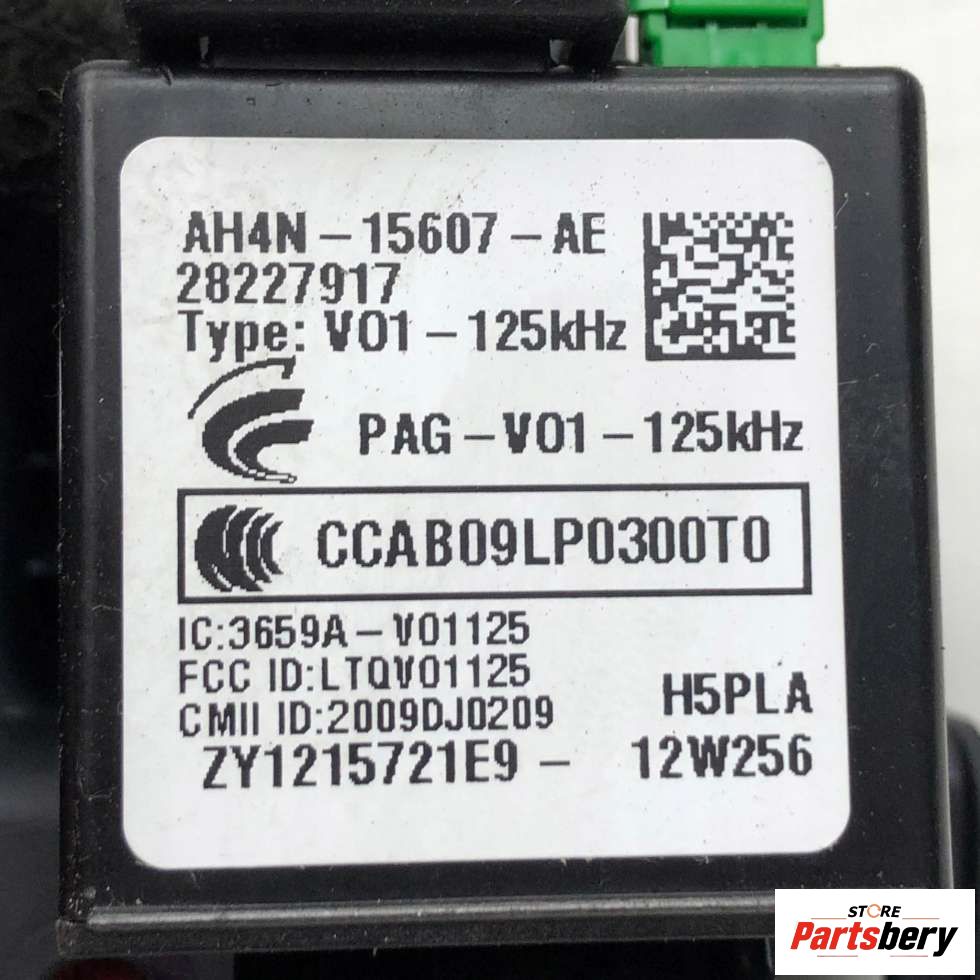 AH4N-15607-AE
28227917
Type: V01-125kHz
PAG-V01-125kHz
CCAB09LP0300T0
IC:3659A-V01125
FCC ID:LTQV01125
CMII ID:2009DJ0209
H5PLA
ZY1215721E9- 12W256
STORE
Partsbery